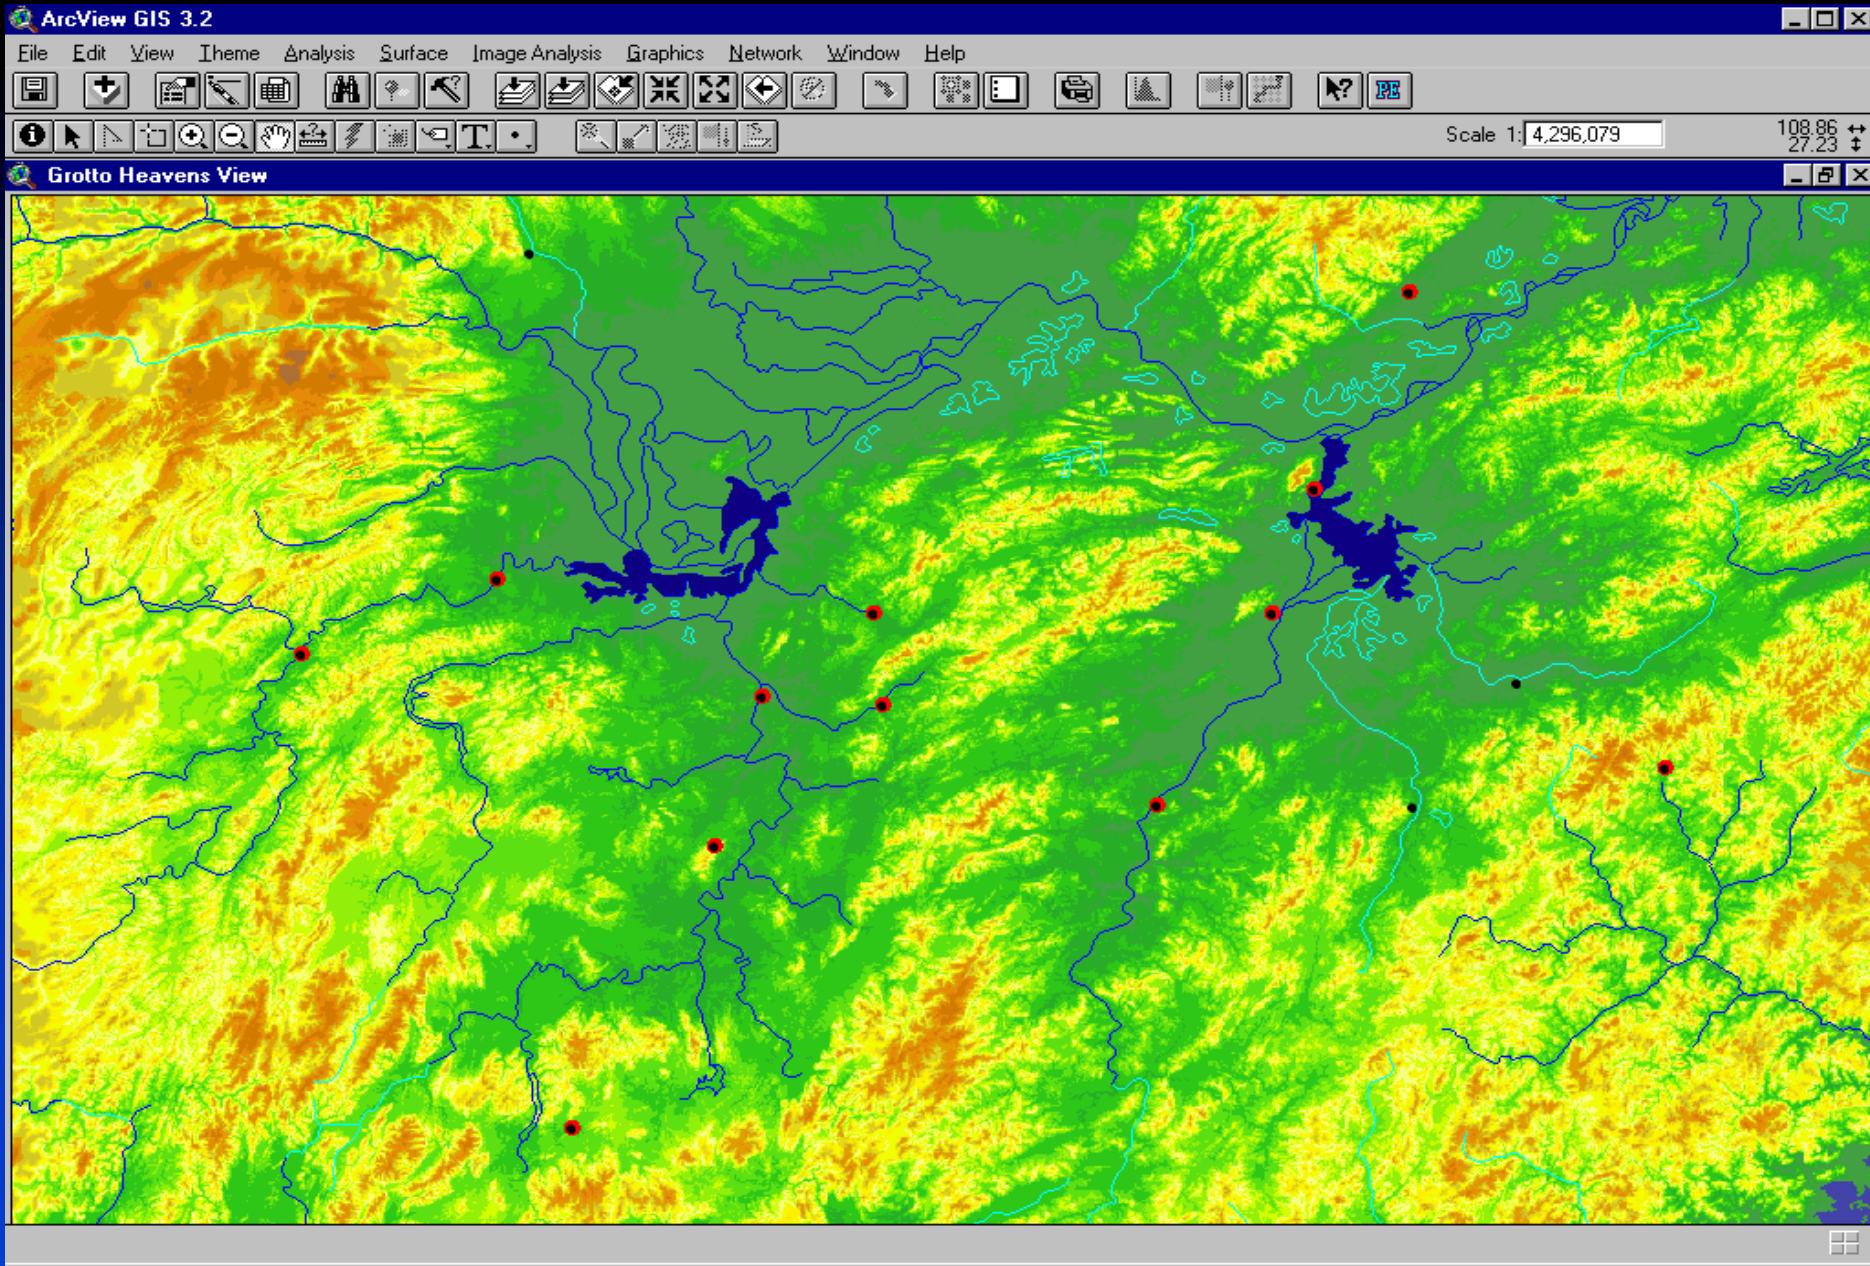 ArcView GIS 3.2
File Edit View Theme Analysis Surface Image Analysis Graphics Network Window Help
PE
T
Scale 1: 4,296,079
108.86
27.23
Grotto Heavens View